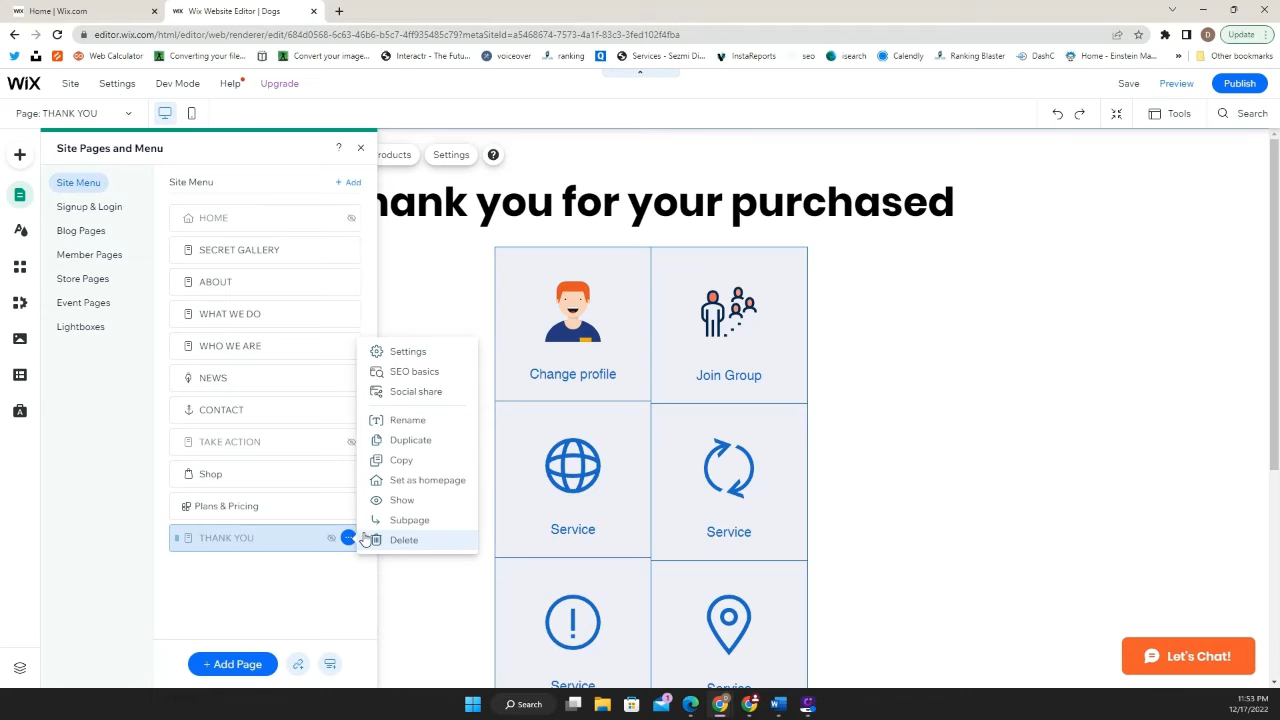 Home | Wix.com
Wix Website Editor | Dogs
editor.wix.com/html/editor/web/renderer/edit/684d0568-6c63-46b6-b5c7-4ff935485c79?metaSiteId=a5468674-7573-4a1f-83c3-3fed102f4fba
Update
Web Calculator
Converting your file...
Convert your image...
Interactr - the Futu...
voiceover
ranking
Services - Sezmi Di...
InstaReports
seo
isearch
Calendly
Ranking Blaster
DashC
Home - Einstein Ma...
Other bookmarks
WiX
Site
Settings
Dev Mode
Help
Upgrade
Save
Preview
Publish
Page: THANK YOU
Tools
Search
Site Pages and Menu
?
Site Menu
Signup & Login
Blog Pages
Member Pages
Store Pages
Event Pages
Lightboxes
Site Menu
+ Add
HOME
SECRET GALLERY
ABOUT
WHAT WE DO
WHO WE ARE
NEWS
CONTACT
TAKE ACTION
Shop
Plans & Pricing
THANK YOU
+ Add Page
Settings
SEO basics
Social share
Rename
Duplicate
Copy
Set as homepage
Show
Subpage
Delete
roducts
Settings
?
hank you for your purchased
Change profile
Join Group
Service
Service
Service
Service
Let's Chat!
Search
11:53 PM
12/17/2022